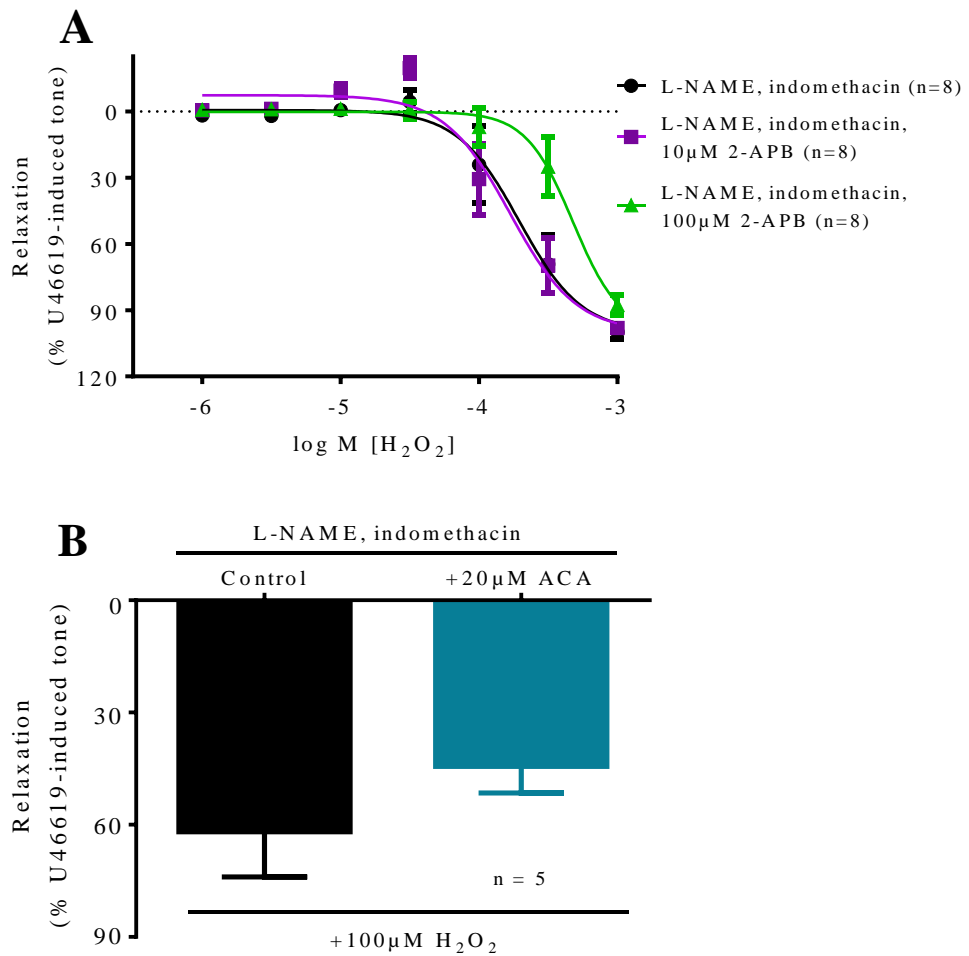 A
Relaxation
(% U46619-induced tone)
0
30
60
90
120
-6
-5
-4
-3
log M [H₂O₂]
L-NAME, indomethacin (n=8)
L-NAME, indomethacin,
10µM 2-APB (n=8)
L-NAME, indomethacin,
100µM 2-APB (n=8)
B
L-NAME, indomethacin
Control
+20µM ACA
Relaxation
(% U46619-induced tone)
0
30
60
90
n = 5
+100µM H₂O₂